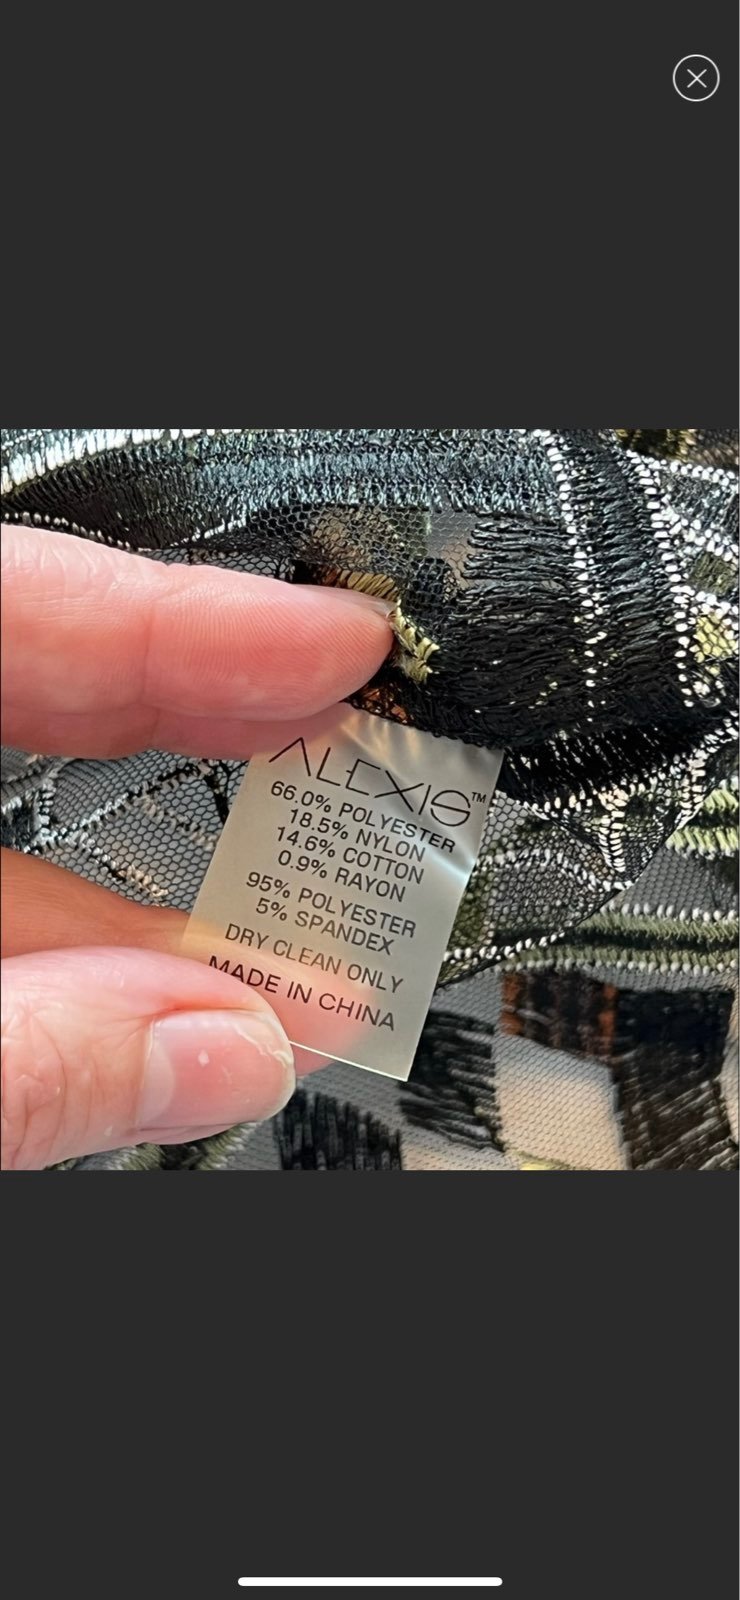 ALEXIS™
66.0% POLYESTER
18.5% NYLON
14.6% COTTON
0.9% RAYON
95% POLYESTER
5% SPANDEX
DRY CLEAN ONLY
MADE IN CHINA